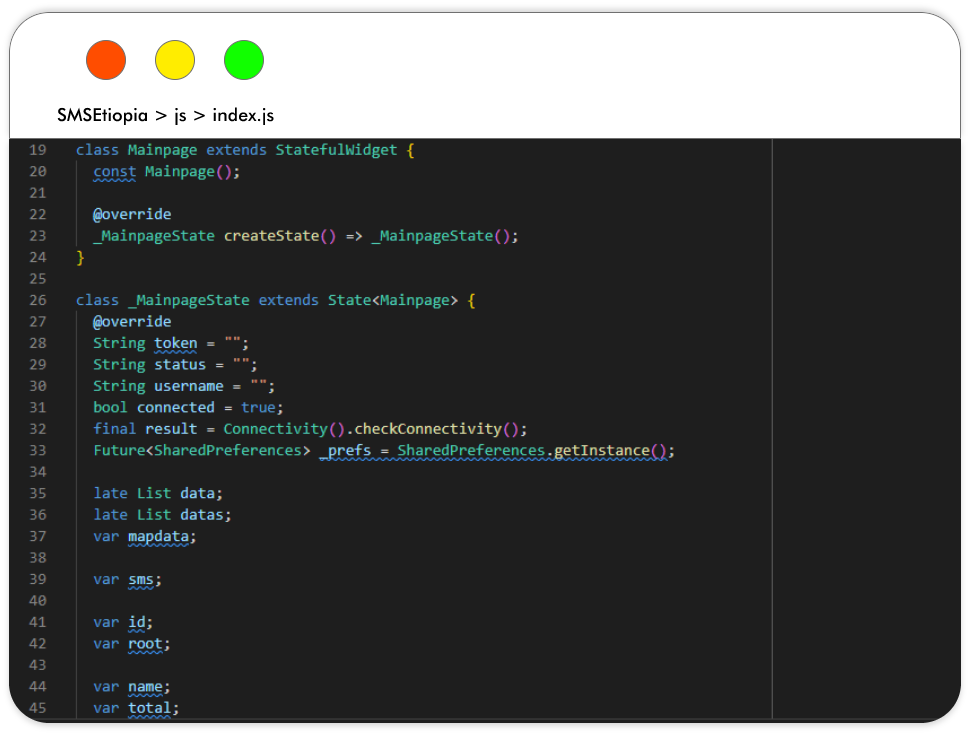 SMSEtiopia > js > index.js
19 class Mainpage extends StatefulWidget {
20 const Mainpage();
21
22 @override
23 _MainpageState createState() => _MainpageState();
24 }
25
26 class _MainpageState extends State<Mainpage> {
27 @override
28 String token = "";
29 String status = "";
30 String username = "";
31 bool connected = true;
32 final result = Connectivity().checkConnectivity();
33 Future<SharedPreferences> _prefs = SharedPreferences.getInstance();
34
35 late List data;
36 late List datas;
37 var mapdata;
38
39 var sms;
40
41 var id;
42 var root;
43
44 var name;
45 var total;